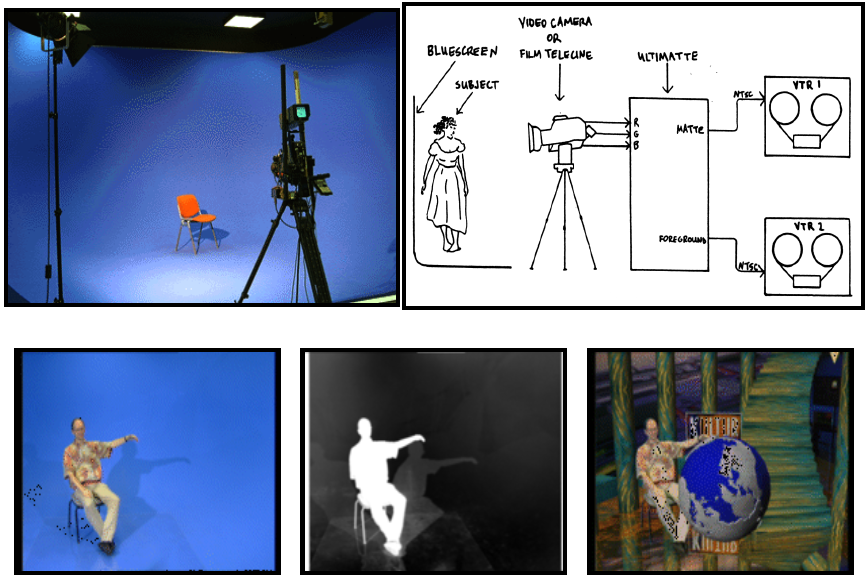 VIDEO CAMERA
OR
FILM TELECINE
BLUESCREEN
SUBJECT
ULTIMATTE
VTR 1
NTSC
R
G
B
MATTE
FOREGROUND
VTR 2
NTSC